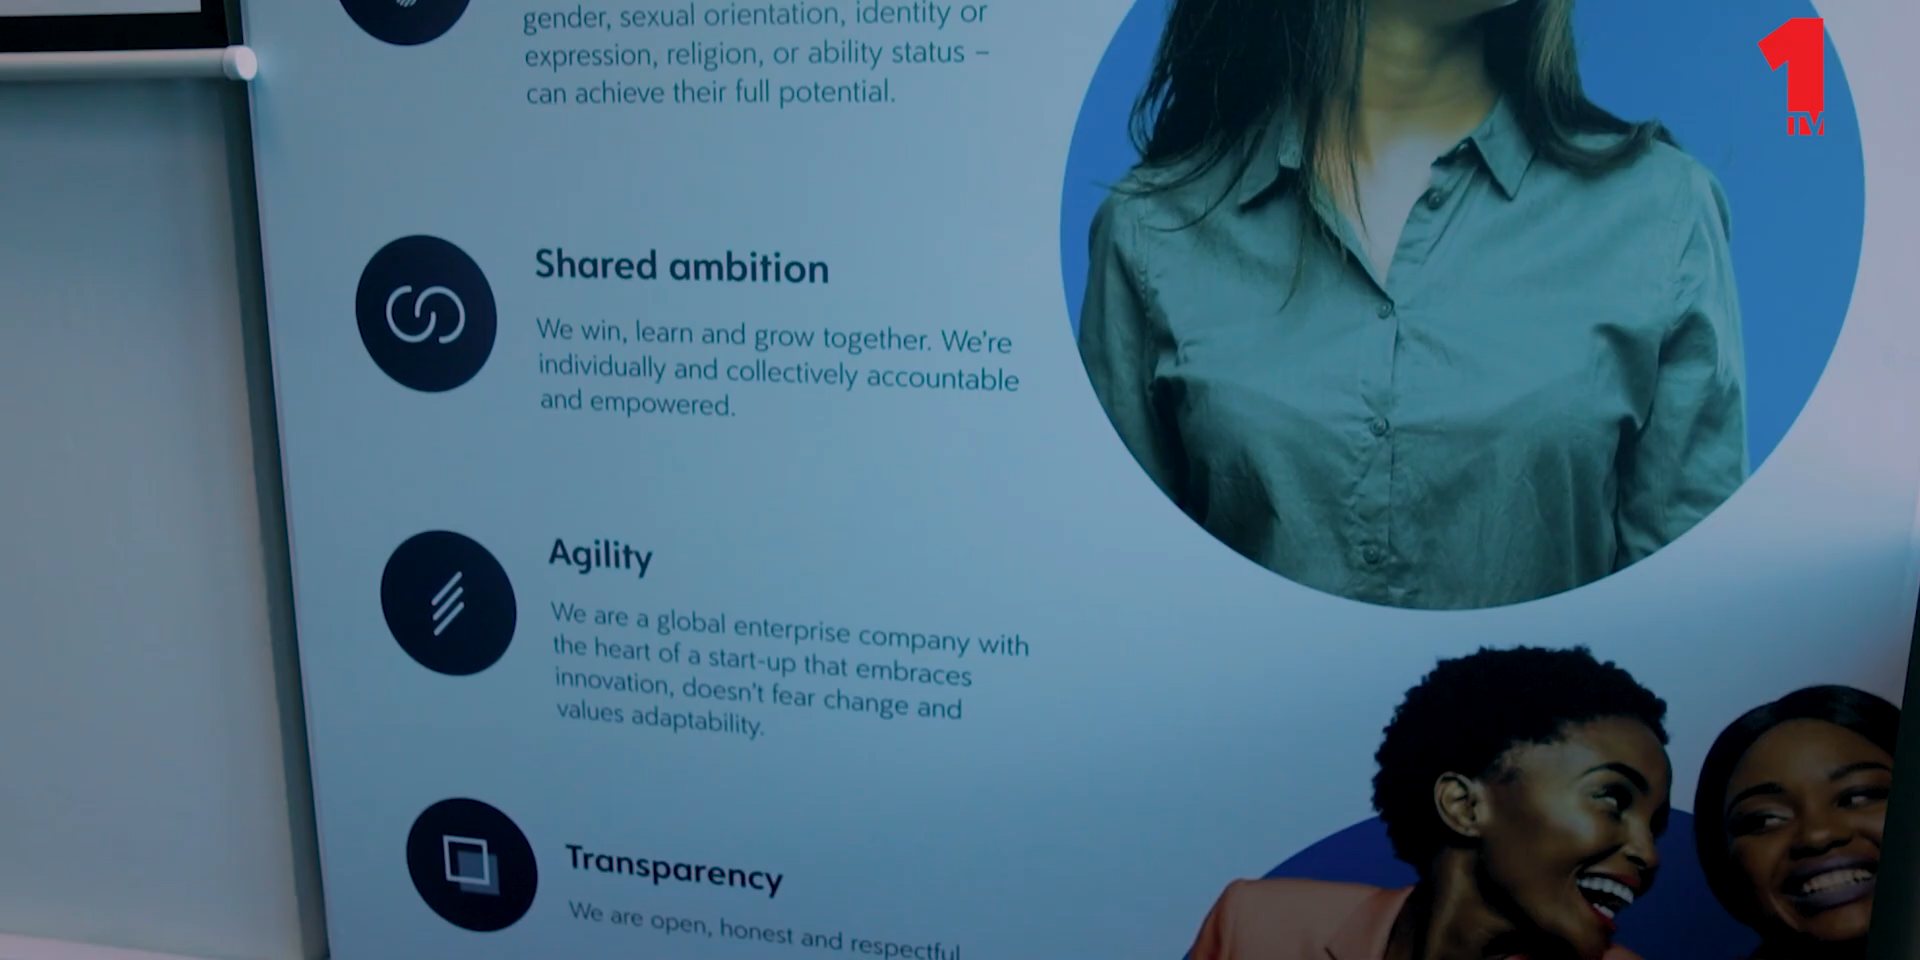 gender, sexual orientation, identity or
expression, religion, or ability status –
can achieve their full potential.
Shared ambition
We win, learn and grow together. We're
individually and collectively accountable
and empowered.
Agility
We are a global enterprise company with
the heart of a start-up that embraces
innovation, doesn't fear change and
values adaptability.
Transparency
We are open, honest and respectful
1
TV